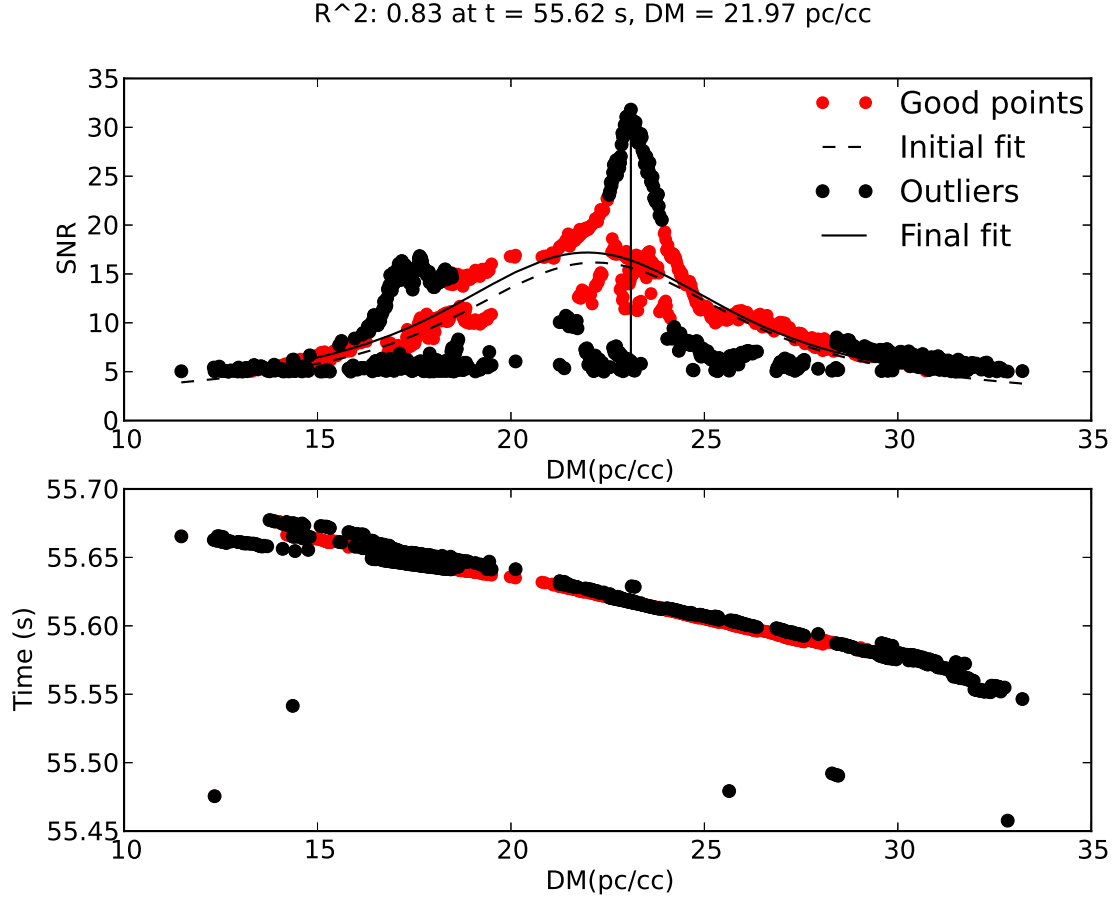 R^2: 0.83 at t = 55.62 s, DM = 21.97 pc/cc
35
30
25
20
15
10
5
0
SNR
Good points
Initial fit
Outliers
Final fit
10 15 20 25 30 35
DM(pc/cc)
55.70
55.65
55.60
55.55
55.50
55.45
Time (s)
10 15 20 25 30 35
DM(pc/cc)